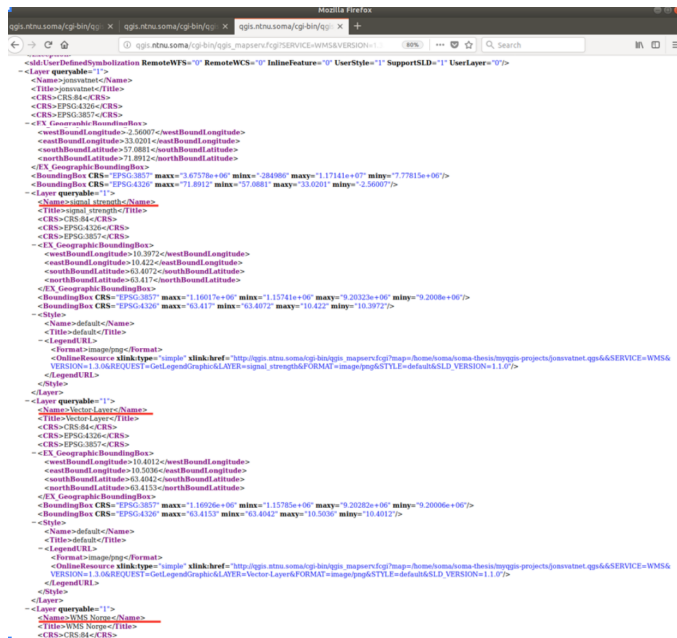 Mozilla Firefox
qgis.ntnu.soma/cgi-bin/qgi × qgis.ntnu.soma/cgi-bin/qgi × qgis.ntnu.soma/cgi-bin/qgi × +
qgis.ntnu.soma/cgi-bin/qgis_mapserv.fcgi?SERVICE=WMS&VERSION=1.3 80% Search
<sld:UserDefinedSymbolization RemoteWFS="0" RemoteWCS="0" InlineFeature="0" UserStyle="1" SupportSLD="1" UserLayer="0"/>
−<Layer queryable="1">
<Name>jonsvatnet</Name>
<Title>jonsvatnet</Title>
<CRS>CRS:84</CRS>
<CRS>EPSG:4326</CRS>
<CRS>EPSG:3857</CRS>
−<EX_GeographicBoundingBox>
<westBoundLongitude>-2.56007</westBoundLongitude>
<eastBoundLongitude>33.0201</eastBoundLongitude>
<southBoundLatitude>57.0881</southBoundLatitude>
<northBoundLatitude>71.8912</northBoundLatitude>
</EX_GeographicBoundingBox>
<BoundingBox CRS="EPSG:3857" maxx="3.67578e+06" minx="-284986" maxy="1.17141e+07" miny="7.77815e+06"/>
<BoundingBox CRS="EPSG:4326" maxx="71.8912" minx="57.0881" maxy="33.0201" miny="-2.56007"/>
−<Layer queryable="1">
<Name>signal_strength</Name>
<Title>signal_strength</Title>
<CRS>CRS:84</CRS>
<CRS>EPSG:4326</CRS>
<CRS>EPSG:3857</CRS>
−<EX_GeographicBoundingBox>
<westBoundLongitude>10.3972</westBoundLongitude>
<eastBoundLongitude>10.422</eastBoundLongitude>
<southBoundLatitude>63.4072</southBoundLatitude>
<northBoundLatitude>63.417</northBoundLatitude>
</EX_GeographicBoundingBox>
<BoundingBox CRS="EPSG:3857" maxx="1.16017e+06" minx="1.15741e+06" maxy="9.20323e+06" miny="9.2008e+06"/>
<BoundingBox CRS="EPSG:4326" maxx="63.417" minx="63.4072" maxy="10.422" miny="10.3972"/>
−<Style>
<Name>default</Name>
<Title>default</Title>
−<LegendURL>
<Format>image/png</Format>
<OnlineResource xlink:type="simple" xlink:href="http://qgis.ntnu.soma/cgi-bin/qgis_mapserv.fcgi?map=/home/soma/soma-thesis/myqgis-projects/jonsvatnet.qgs&&SERVICE=WMS&
VERSION=1.3.0&REQUEST=GetLegendGraphic&LAYER=signal_strength&FORMAT=image/png&STYLE=default&SLD_VERSION=1.1.0"/>
</LegendURL>
</Style>
</Layer>
−<Layer queryable="1">
<Name>Vector-Layer</Name>
<Title>Vector-Layer</Title>
<CRS>CRS:84</CRS>
<CRS>EPSG:4326</CRS>
<CRS>EPSG:3857</CRS>
−<EX_GeographicBoundingBox>
<westBoundLongitude>10.4012</westBoundLongitude>
<eastBoundLongitude>10.5036</eastBoundLongitude>
<southBoundLatitude>63.4042</southBoundLatitude>
<northBoundLatitude>63.4153</northBoundLatitude>
</EX_GeographicBoundingBox>
<BoundingBox CRS="EPSG:3857" maxx="1.16926e+06" minx="1.15785e+06" maxy="9.20282e+06" miny="9.20006e+06"/>
<BoundingBox CRS="EPSG:4326" maxx="63.4153" minx="63.4042" maxy="10.5036" miny="10.4012"/>
−<Style>
<Name>default</Name>
<Title>default</Title>
−<LegendURL>
<Format>image/png</Format>
<OnlineResource xlink:type="simple" xlink:href="http://qgis.ntnu.soma/cgi-bin/qgis_mapserv.fcgi?map=/home/soma/soma-thesis/myqgis-projects/jonsvatnet.qgs&&SERVICE=WMS&
VERSION=1.3.0&REQUEST=GetLegendGraphic&LAYER=Vector-Layer&FORMAT=image/png&STYLE=default&SLD_VERSION=1.1.0"/>
</LegendURL>
</Style>
</Layer>
−<Layer queryable="1">
<Name>WMS Norge</Name>
<Title>WMS Norge</Title>
<CRS>CRS:84</CRS>